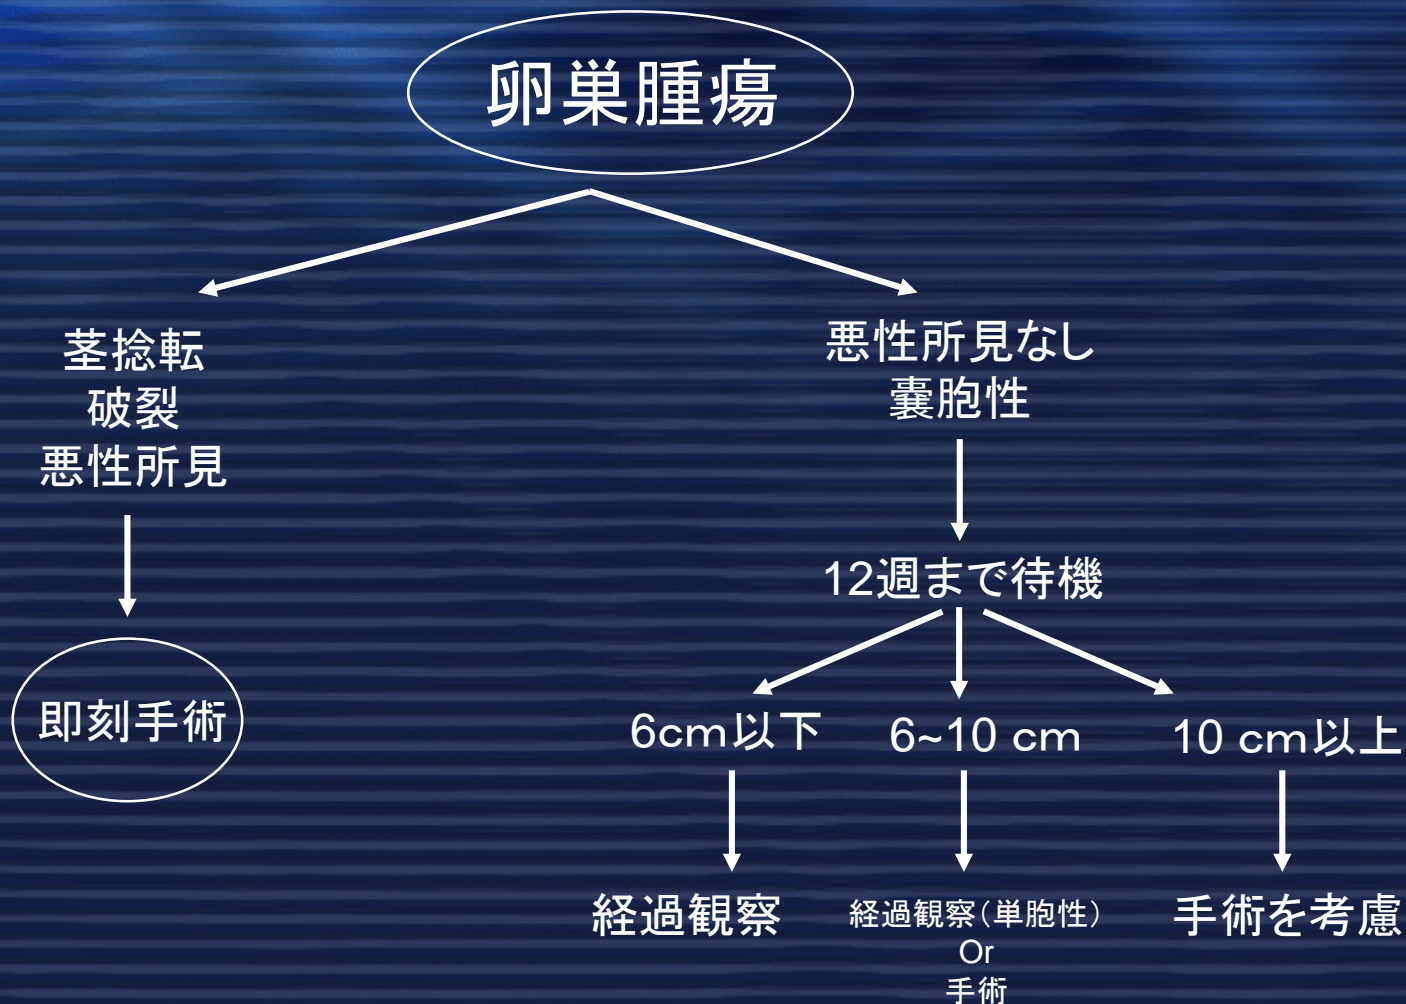 卵巣腫瘍
茎捻転
破裂
悪性所見
即刻手術
悪性所見なし
嚢胞性
12週まで待機
6cm以下
6~10 cm
10 cm以上
経過観察
経過観察（単胞性）
Or
手術
手術を考慮